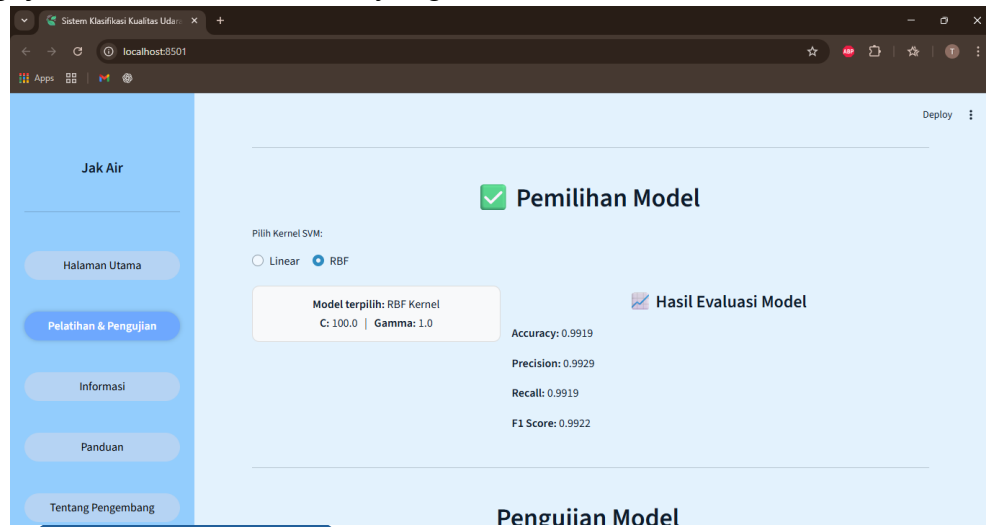 Sistem Klasifikasi Kualitas Udar
localhost:8501
ABP
T
Apps
Deploy
Jak Air
Halaman Utama
Pelatihan & Pengujian
Informasi
Panduan
Tentang Pengembang
Pemilihan Model
Pilih Kernel SVM:
Linear RBF
Model terpilih: RBF Kernel
C: 100.0 | Gamma: 1.0
Hasil Evaluasi Model
Accuracy: 0.9919
Precision: 0.9929
Recall: 0.9919
F1 Score: 0.9922
Pengujian Model